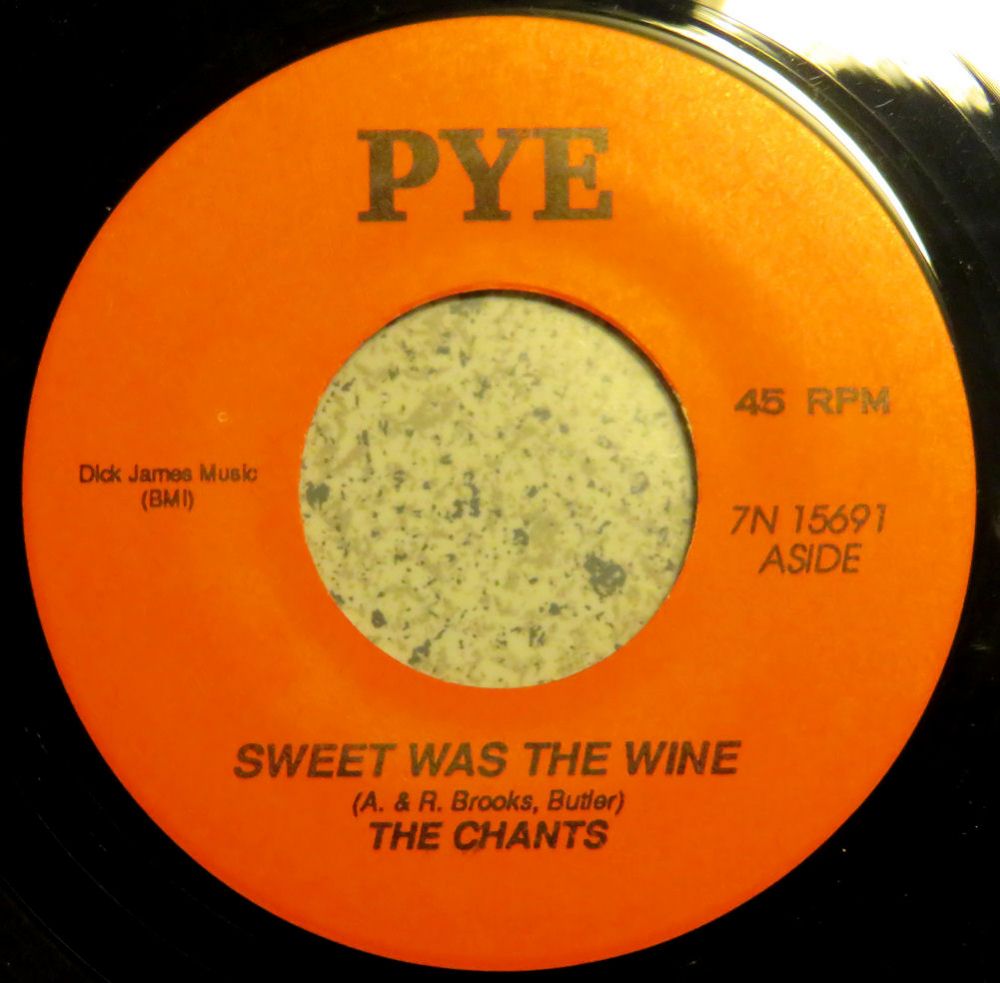 PYE
45 RPM
Dick James Music
(BMI)
7N 15691
ASIDE
SWEET WAS THE WINE
(A. & R. Brooks, Butler)
THE CHANTS